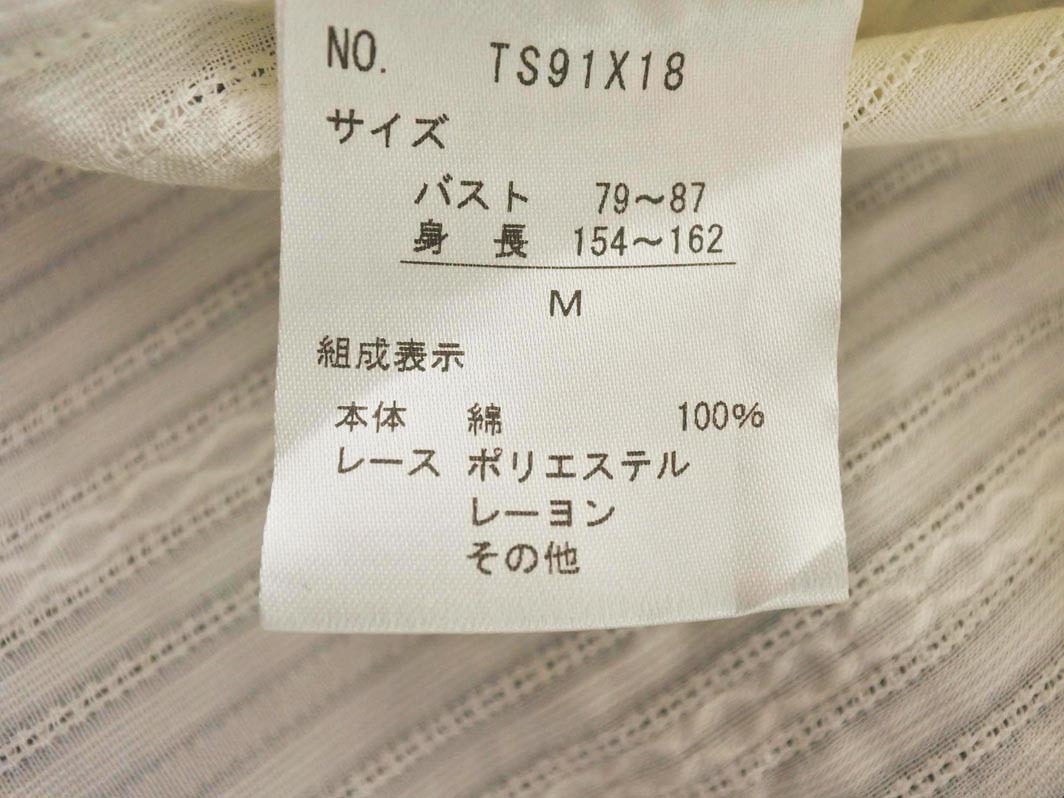 NO. TS91X18
サイズ
バスト 79～87
身 長 154～162
M
組成表示
本体 綿 100%
レース ポリエステル
レーヨン
その他